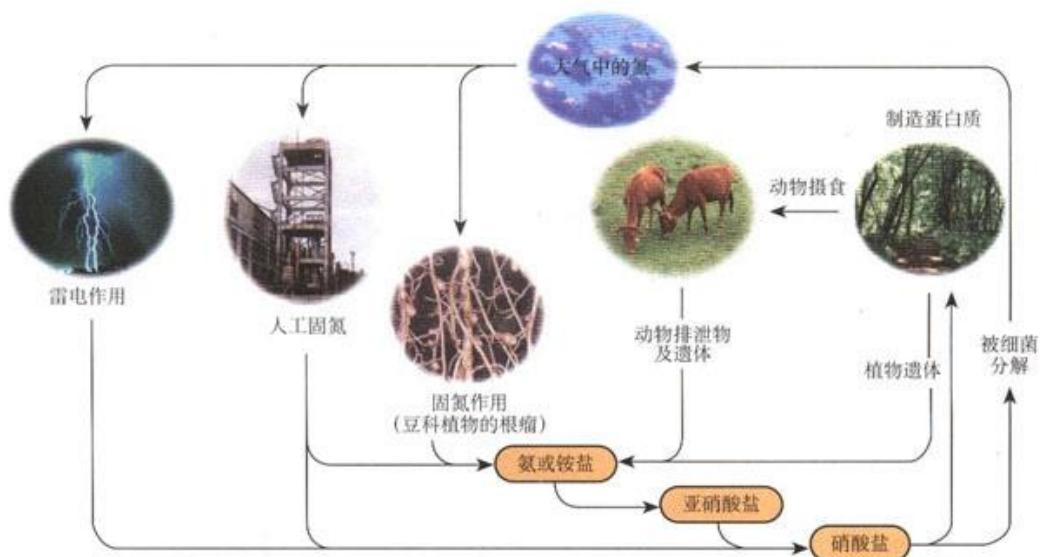 大气中的氮
制造蛋白质
动物摄食
雷电作用
人工固氮
动物排泄物
及遗体
植物遗体
被细菌
分解
固氮作用
(豆科植物的根瘤)
氨或铵盐
亚硝酸盐
硝酸盐